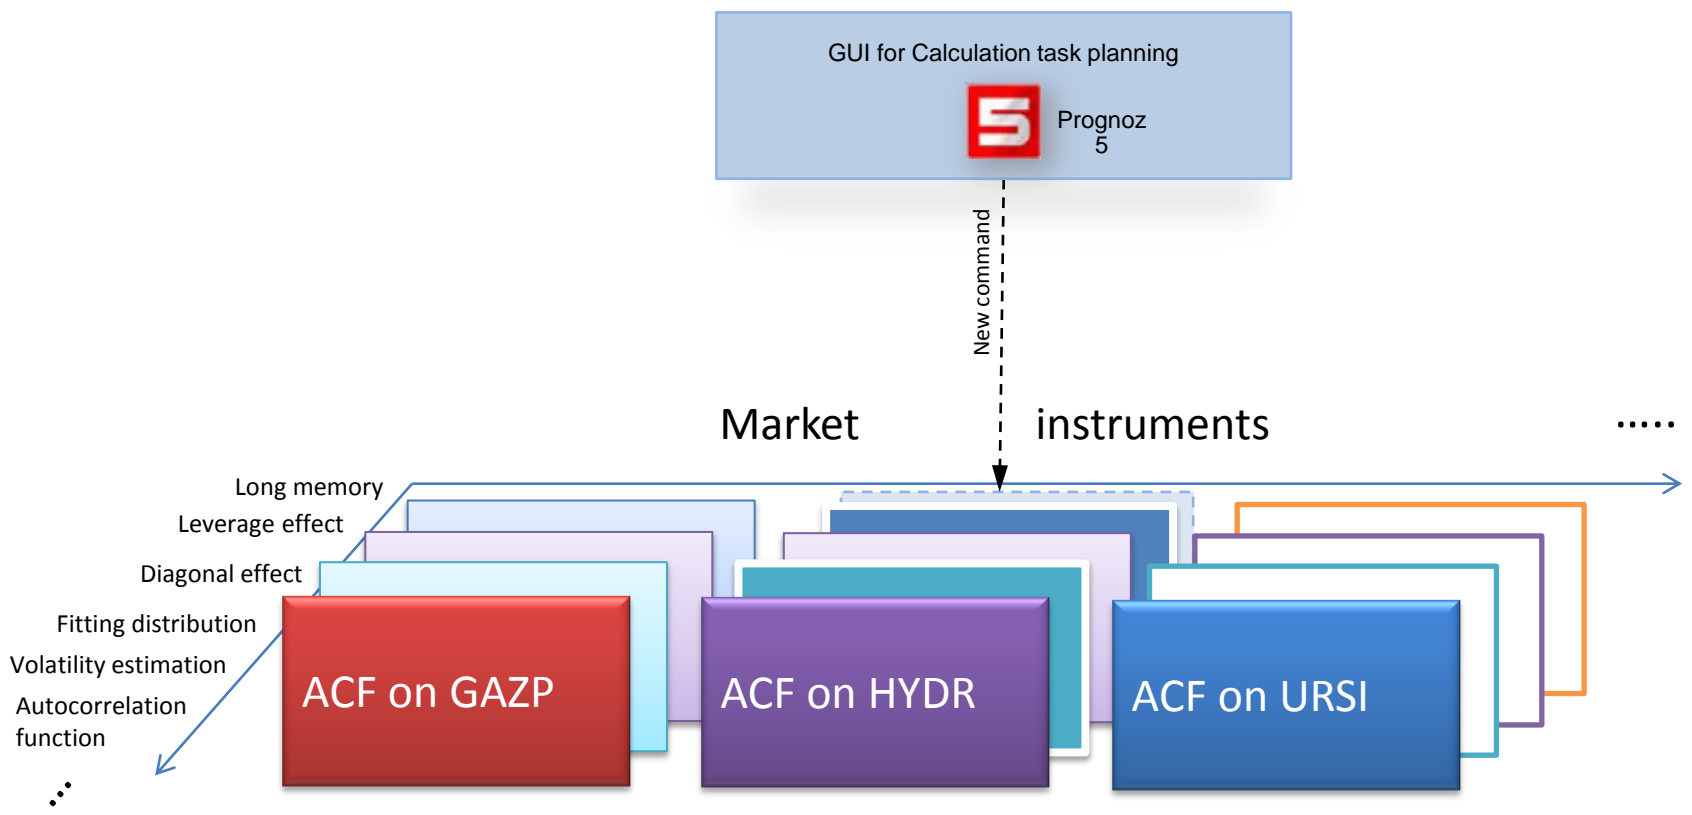 GUI for Calculation task planning
5
Prognoz
5
New command
Market instruments .....
Long memory
Leverage effect
Diagonal effect
Fitting distribution
Volatility estimation
Autocorrelation
function
...
ACF on GAZP
ACF on HYDR
ACF on URSI